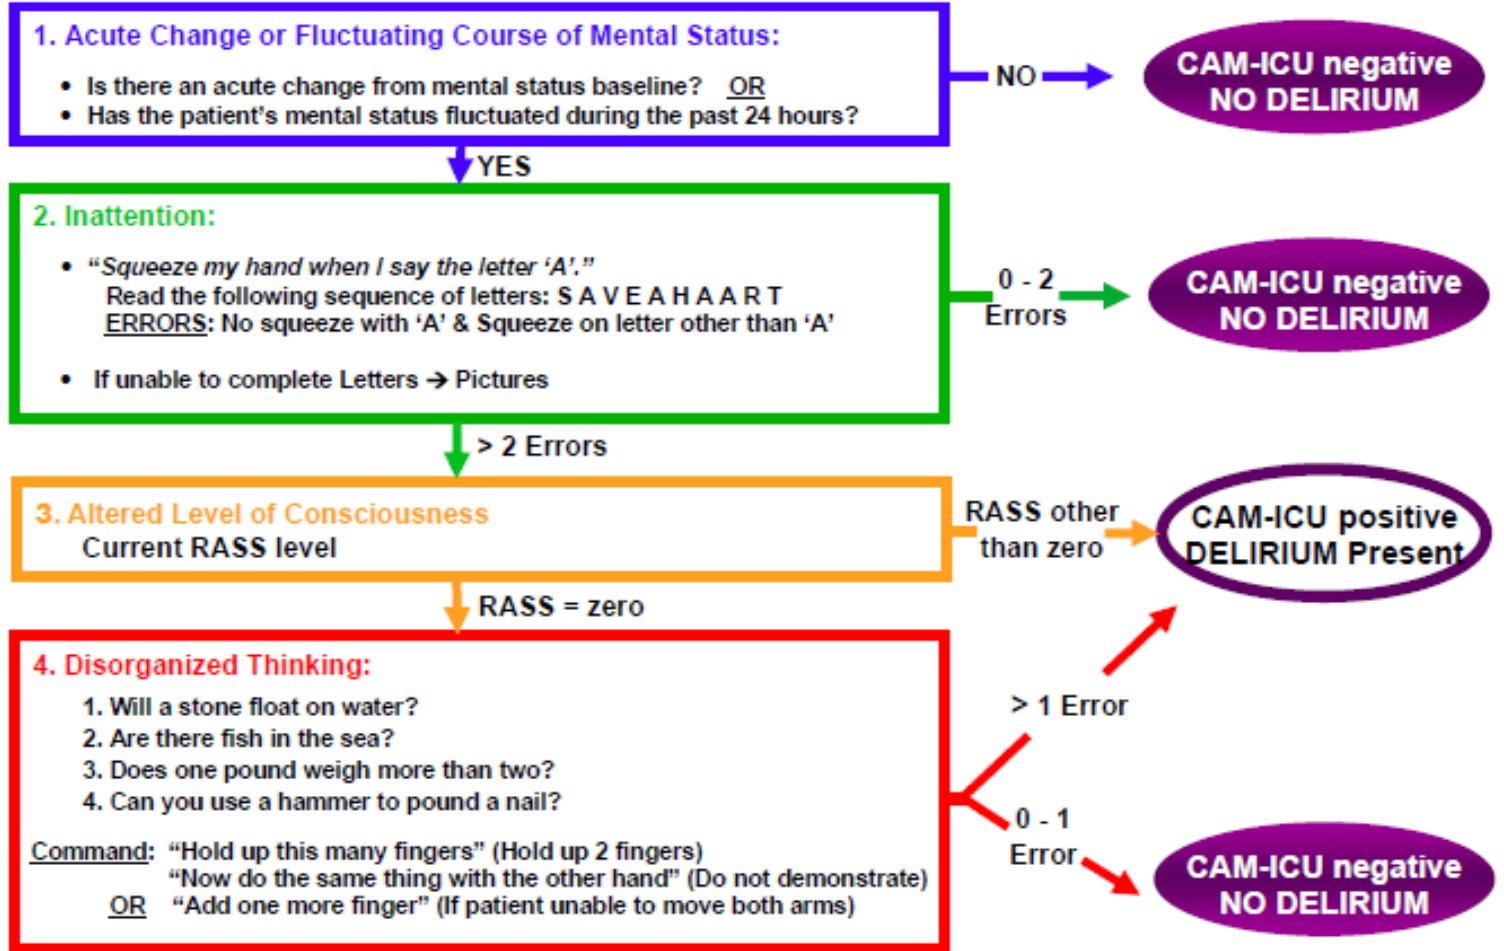 1. Acute Change or Fluctuating Course of Mental Status:
• Is there an acute change from mental status baseline? OR
• Has the patient's mental status fluctuated during the past 24 hours?
NO
CAM-ICU negative
NO DELIRIUM
YES
2. Inattention:
• “Squeeze my hand when I say the letter ‘A’.”
Read the following sequence of letters: S A V E A H A A R T
ERRORS: No squeeze with ‘A’ & Squeeze on letter other than ‘A’
• If unable to complete Letters → Pictures
0 - 2
Errors
CAM-ICU negative
NO DELIRIUM
> 2 Errors
3. Altered Level of Consciousness
Current RASS level
RASS other
than zero
CAM-ICU positive
DELIRIUM Present
RASS = zero
4. Disorganized Thinking:
1. Will a stone float on water?
2. Are there fish in the sea?
3. Does one pound weigh more than two?
4. Can you use a hammer to pound a nail?
Command: “Hold up this many fingers” (Hold up 2 fingers)
“Now do the same thing with the other hand” (Do not demonstrate)
OR “Add one more finger” (If patient unable to move both arms)
> 1 Error
0 - 1
Error
CAM-ICU negative
NO DELIRIUM